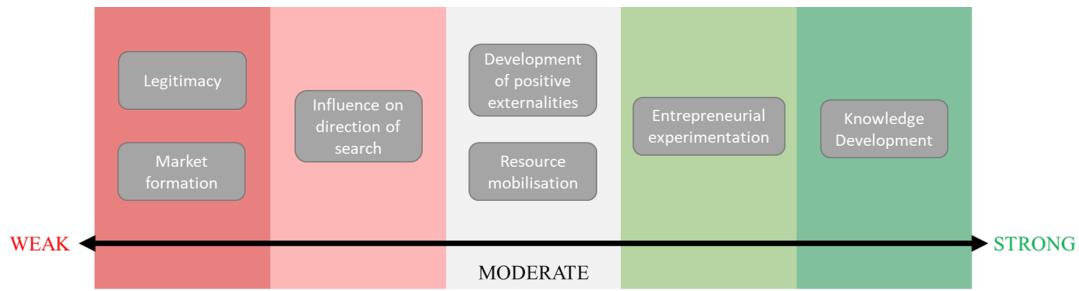 Legitimacy
Market
formation
Influence on
direction of
search
Development
of positive
externalities
Resource
mobilisation
Entrepreneurial
experimentation
Knowledge
Development
WEAK
STRONG
MODERATE